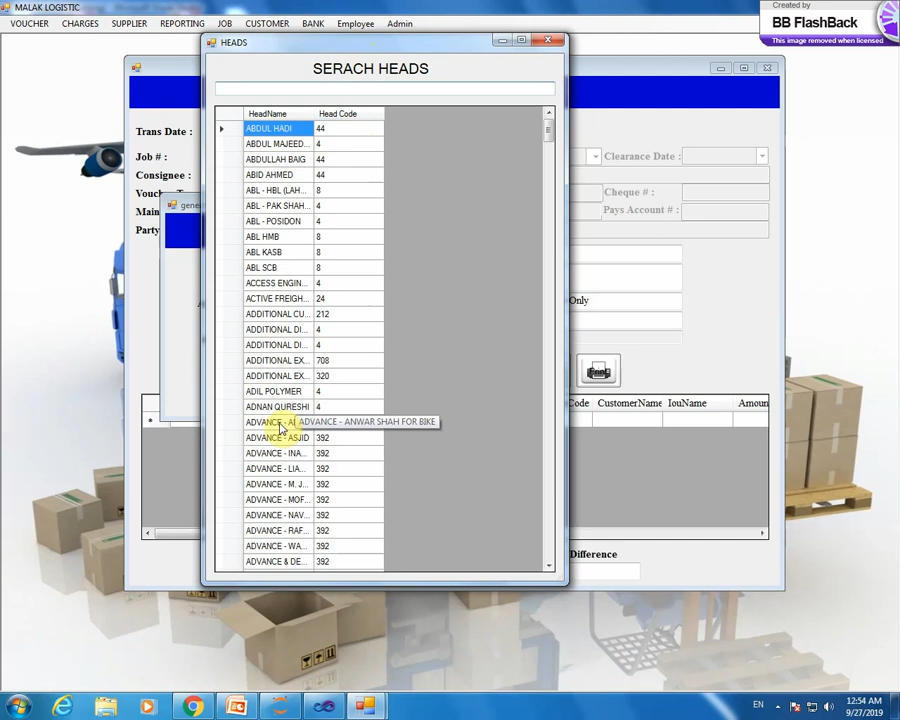 MALAK LOGISTIC
Created by
BB FlashBack
This image removed when licensed
VOUCHER CHARGES SUPPLIER REPORTING JOB CUSTOMER BANK Employee Admin
HEADS
SERACH HEADS
Trans Date :
Job # :
Consignee :
Main
Party
Clearance Date :
Cheque # :
Pays Account # :
Only
HeadName Head Code
ABDUL HADI 44
ABDUL MAJEED... 4
ABDULLAH BAIG 44
ABID AHMED 44
ABL - HBL (LAH... 8
ABL - PAK SHAH... 4
ABL - POSIDON 4
ABL HMB 8
ABL KASB 8
ABL SCB 8
ACCESS ENGIN... 4
ACTIVE FREIGH... 24
ADDITIONAL CU... 212
ADDITIONAL DI... 4
ADDITIONAL DI... 4
ADDITIONAL EX... 708
ADDITIONAL EX... 320
ADIL POLYMER 4
ADNAN QURESHI 4
ADVANCE - A
ADVANCE - ANWAR SHAH FOR BIKE
ADVANCE - ASJID 392
ADVANCE - INA... 392
ADVANCE - LIA... 392
ADVANCE - M. J... 392
ADVANCE - MOF... 392
ADVANCE - NAV... 392
ADVANCE - RAF... 392
ADVANCE - WA... 392
ADVANCE & DE... 392
Code CustomerName IouName Amoun
Difference
EN
12:54 AM
9/27/2019